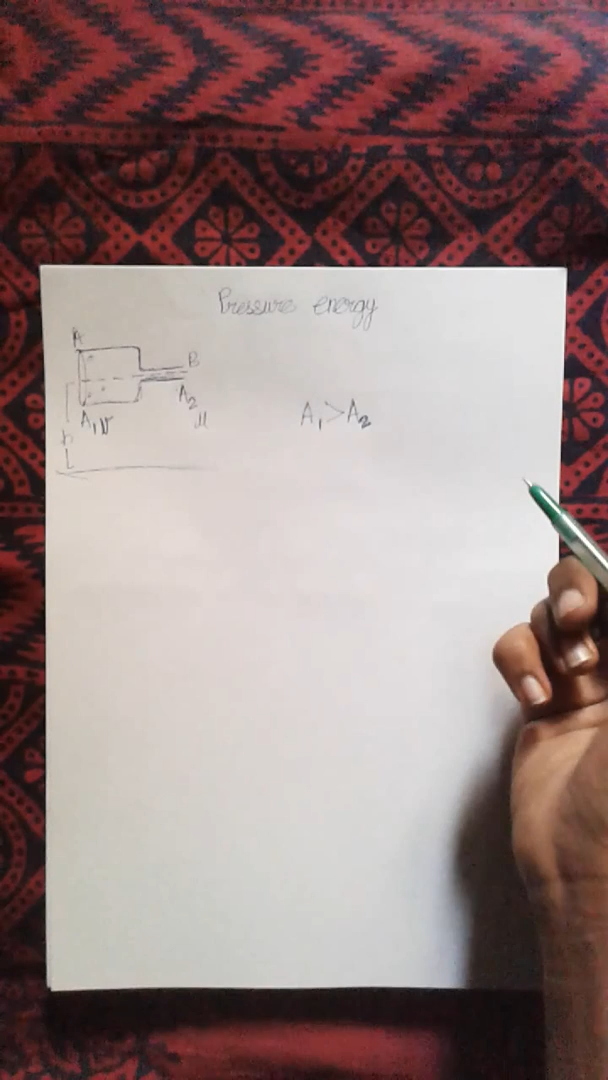 Pressure energy
A
B
A₁ v
A₂
u
A₁ > A₂
h